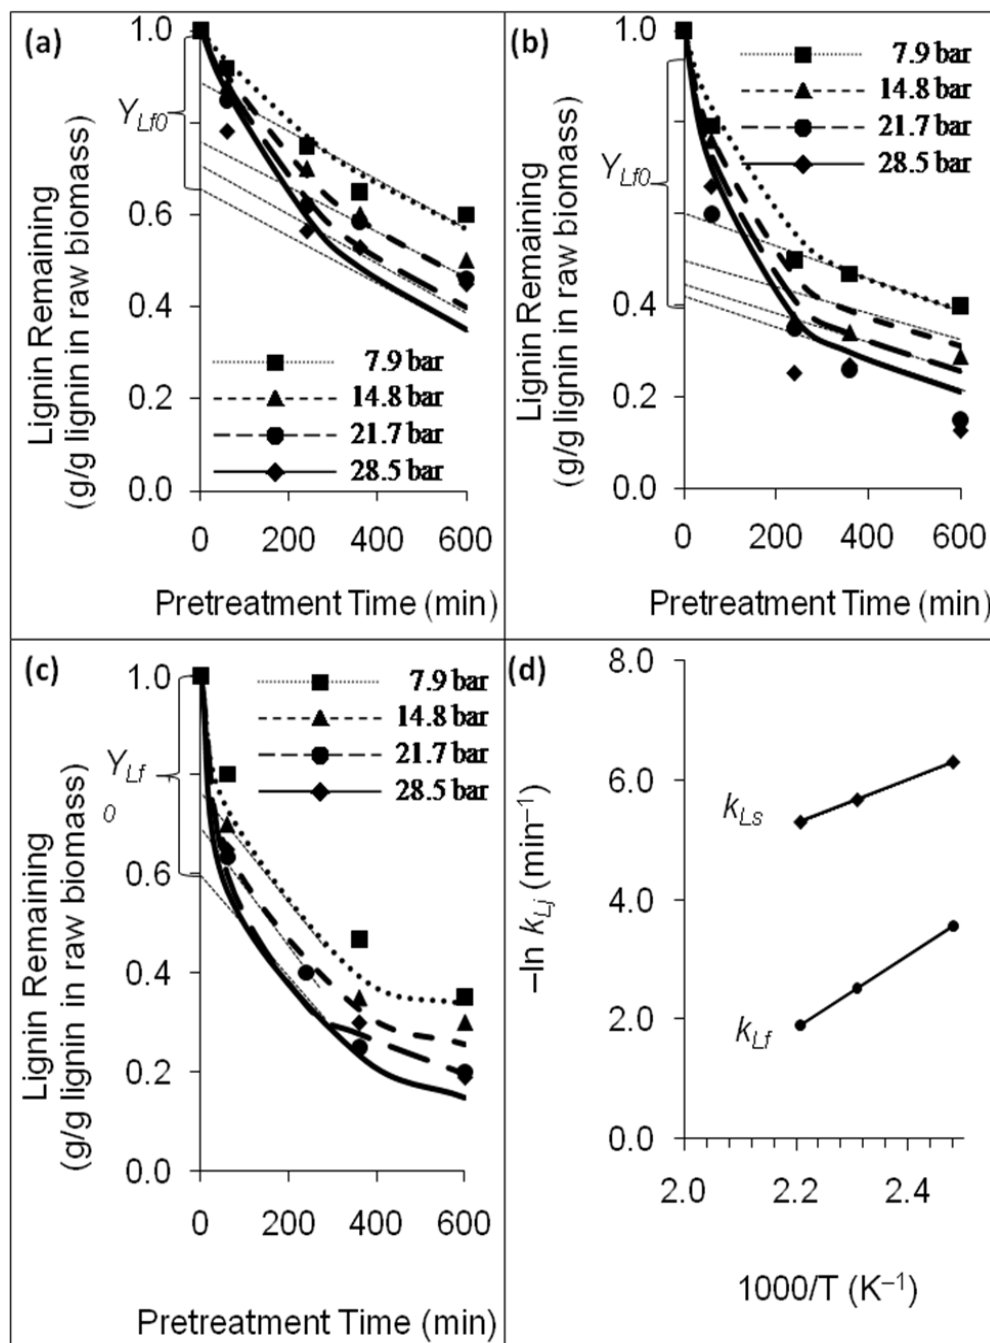 (a)
1.0
0.8
0.6
0.4
0.2
0.0
Y_Lf0
Lignin Remaining
(g/g lignin in raw biomass)
7.9 bar
14.8 bar
21.7 bar
28.5 bar
0 200 400 600
Pretreatment Time (min)
(b)
1.0
0.4
0.2
0.0
Y_Lf0
Lignin Remaining
(g/g lignin in raw biomass)
7.9 bar
14.8 bar
21.7 bar
28.5 bar
0 200 400 600
Pretreatment Time (min)
(c)
1.0
0.6
0.4
0.2
0.0
Y_Lf
0
Lignin Remaining
(g/g lignin in raw biomass)
7.9 bar
14.8 bar
21.7 bar
28.5 bar
0 200 400 600
Pretreatment Time (min)
(d)
8.0
6.0
4.0
2.0
0.0
–ln k_Lj (min⁻¹)
k_Ls
k_Lf
2.0 2.2 2.4
1000/T (K⁻¹)